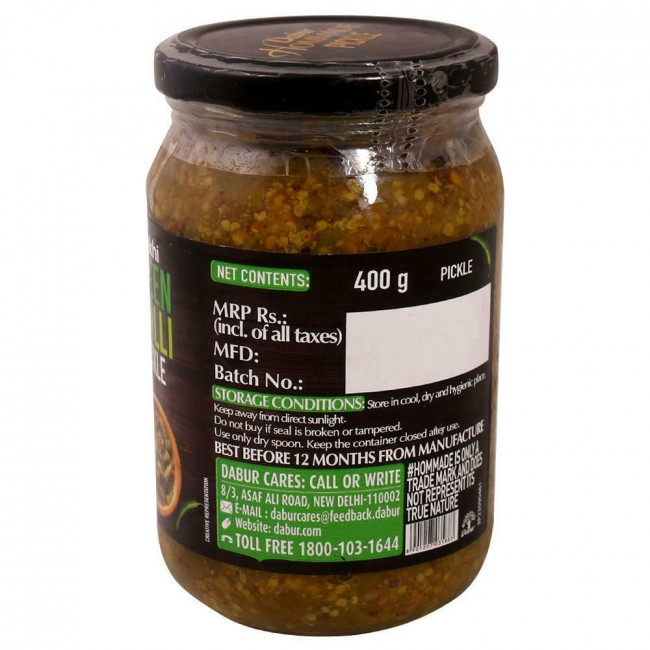 Dabur
HOMMADE
PICKLE
NET CONTENTS: 400 g PICKLE
MRP Rs.:
(incl. of all taxes)
MFD:
Batch No.:
STORAGE CONDITIONS: Store in cool, dry and hygienic place.
Keep away from direct sunlight.
Do not buy if seal is broken or tampered.
Use only dry spoon. Keep the container closed after use.
BEST BEFORE 12 MONTHS FROM MANUFACTURE
DABUR CARES: CALL OR WRITE
8/3, ASAF ALI ROAD, NEW DELHI-110002
E-MAIL: daburcares@feedback.dabur
Website: dabur.com
TOLL FREE 1800-103-1644
#HOMMADE IS ONLY A
TRADE MARK AND DOES
NOT REPRESENT ITS
TRUE NATURE
CREATIVE REPRESENTATION